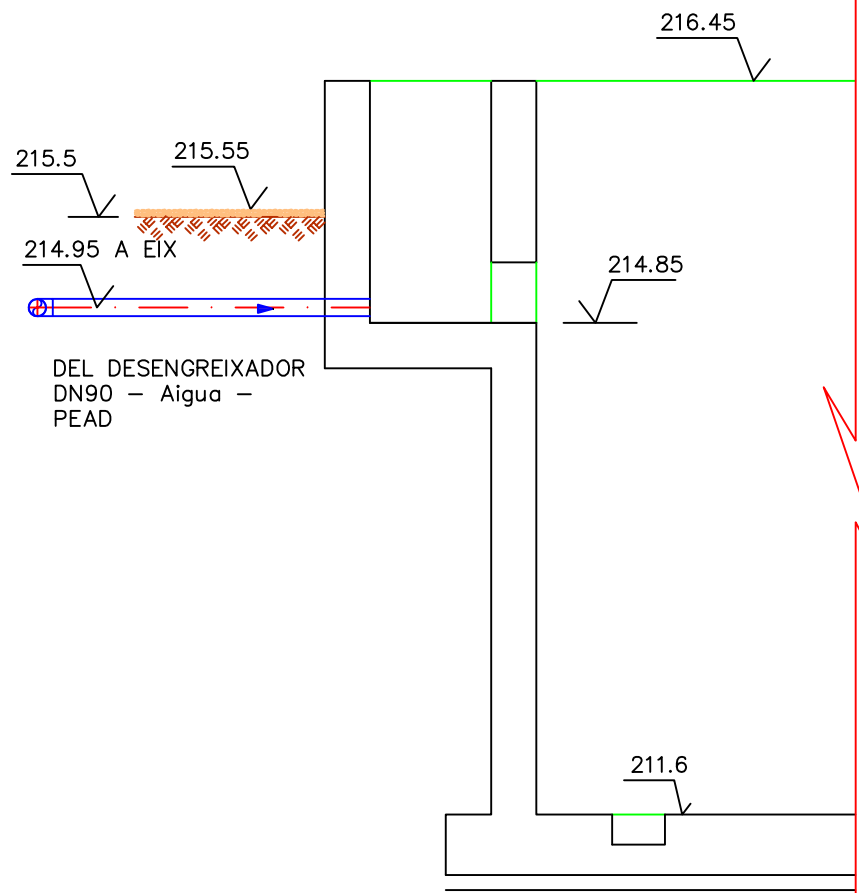 216.45
215.5
215.55
214.95 A EIX
214.85
DEL DESENGREIXADOR
DN90 – Aigua –
PEAD
211.6